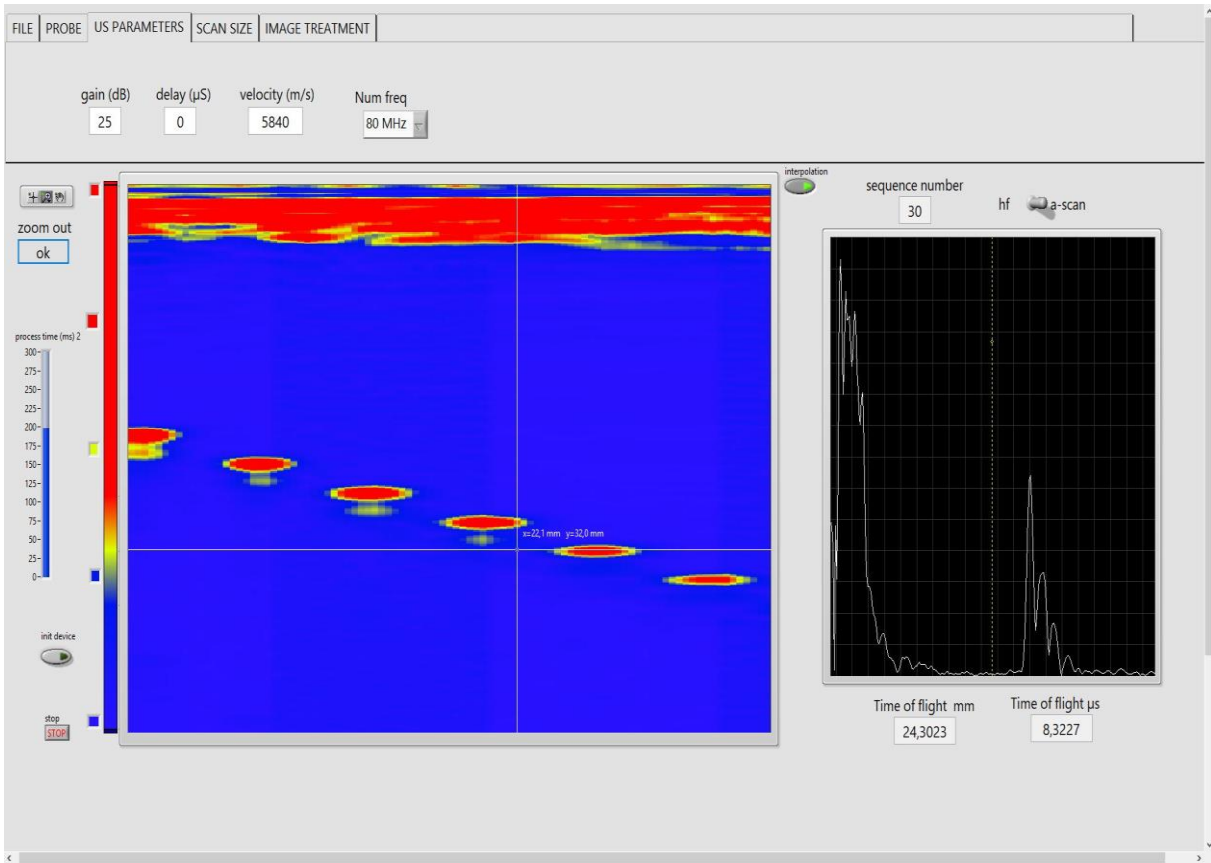 FILE PROBE US PARAMETERS SCAN SIZE IMAGE TREATMENT
gain (dB) delay (µS) velocity (m/s) Num freq
25 0 5840 80 MHz
interpolation
sequence number
30
hf a-scan
zoom out
ok
process time (ms) 2
300
275
250
225
200
175
150
125
100
75
50
25
0
x=22,1 mm y=32,0 mm
init device
stop
STOP
Time of flight mm Time of flight µs
24,3023 8,3227